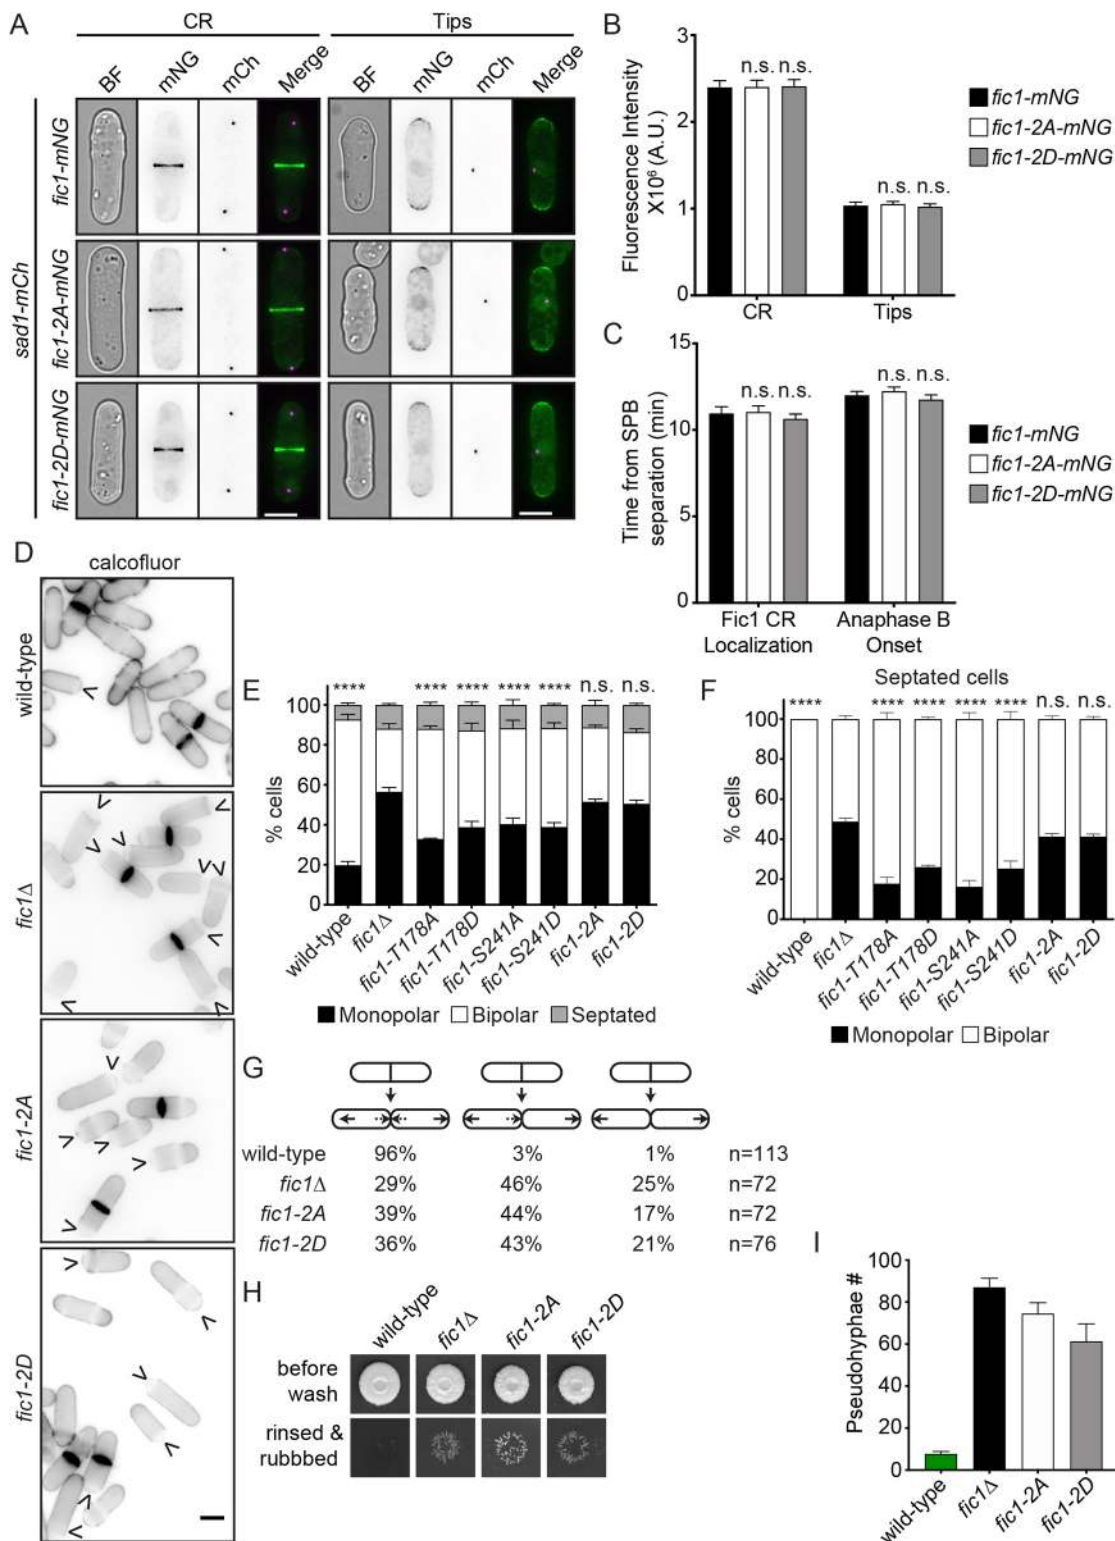 A
CR
Tips
BF
mNG
mCh
Merge
BF
mNG
mCh
Merge
sad1-mCh
fic1-mNG
fic1-2A-mNG
fic1-2D-mNG
B
Fluorescence Intensity
X10⁶ (A.U.)
3
2
1
0
n.s. n.s.
n.s. n.s.
CR
Tips
fic1-mNG
fic1-2A-mNG
fic1-2D-mNG
C
Time from SPB
separation (min)
15
10
5
0
n.s. n.s.
n.s. n.s.
Fic1 CR
Localization
Anaphase B
Onset
fic1-mNG
fic1-2A-mNG
fic1-2D-mNG
D
calcofluor
wild-type
fic1Δ
fic1-2A
fic1-2D
E
**** **** **** **** **** n.s. n.s.
% cells
100
80
60
40
20
0
wild-type
fic1Δ
fic1-T178A
fic1-T178D
fic1-S241A
fic1-S241D
fic1-2A
fic1-2D
Monopolar Bipolar Septated
F
Septated cells
**** **** **** **** **** n.s. n.s.
% cells
100
80
60
40
20
0
wild-type
fic1Δ
fic1-T178A
fic1-T178D
fic1-S241A
fic1-S241D
fic1-2A
fic1-2D
Monopolar Bipolar
G
wild-type 96% 3% 1% n=113
fic1Δ 29% 46% 25% n=72
fic1-2A 39% 44% 17% n=72
fic1-2D 36% 43% 21% n=76
H
wild-type
fic1Δ
fic1-2A
fic1-2D
before
wash
rinsed &
rubbbed
I
Pseudohyphae #
100
80
60
40
20
0
wild-type
fic1Δ
fic1-2A
fic1-2D